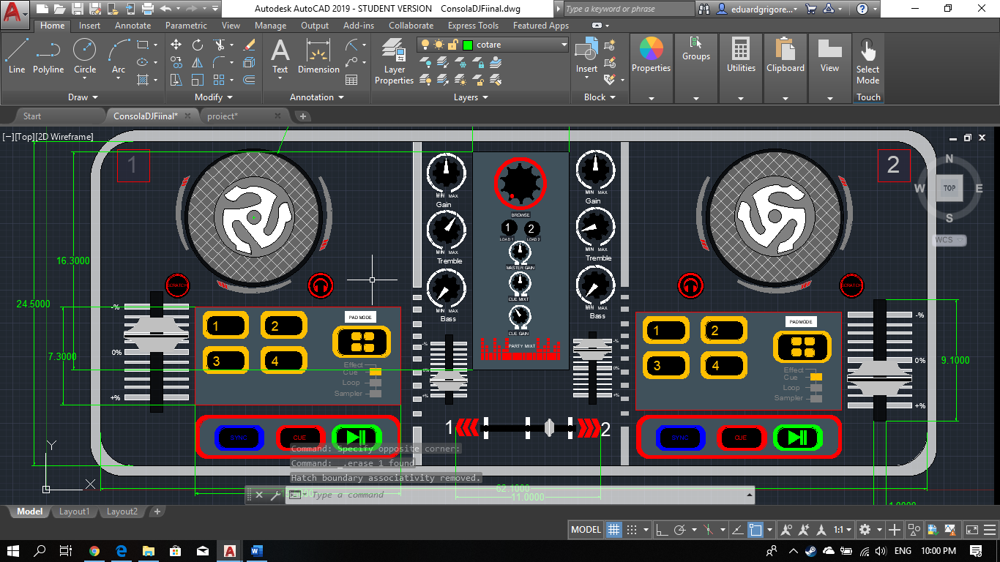 Autodesk AutoCAD 2019 - STUDENT VERSION ConsolaDJFiinal.dwg
Type a keyword or phrase
eduardgrigore...
Home Insert Annotate Parametric View Manage Output Add-ins Collaborate Express Tools Featured Apps
cotare
Line Polyline Circle Arc
Text Dimension
Layer Properties
Insert
Properties Groups Utilities Clipboard View Select Mode
Draw Modify Annotation Layers Block Touch
Start ConsolaDJFiinal* proiect*
[−][Top][2D Wireframe]
1
2
N
W TOP E
S
WCS
MIN MAX
Gain
MIN MAX
Tremble
MIN MAX
Bass
BROWSE
1 2
LOAD 1 LOAD 2
MASTER GAIN
CUE MIXT
CUE GAIN
PARTY MIXT
MIN MAX
Gain
MIN MAX
Tremble
MIN MAX
Bass
16.3000
24.5000
7.3000
SCRATCH
SCRATCH
-%
0%
+%
1 2
3 4
PAD MODE
Effect
Cue
Loop
Sampler
-%
0%
+%
-%
0%
+%
1 2
3 4
PAD MODE
Effect
Cue
Loop
Sampler
-%
0%
+%
9.1000
SYNC CUE
1 2
SYNC CUE
Command: Specify opposite corner:
Command: _.erase 1 found
Hatch boundary associativity removed.
52.1000
11.0000
1.0000
Type a command
Y
X
Model Layout1 Layout2
MODEL 1:1
ENG 10:00 PM